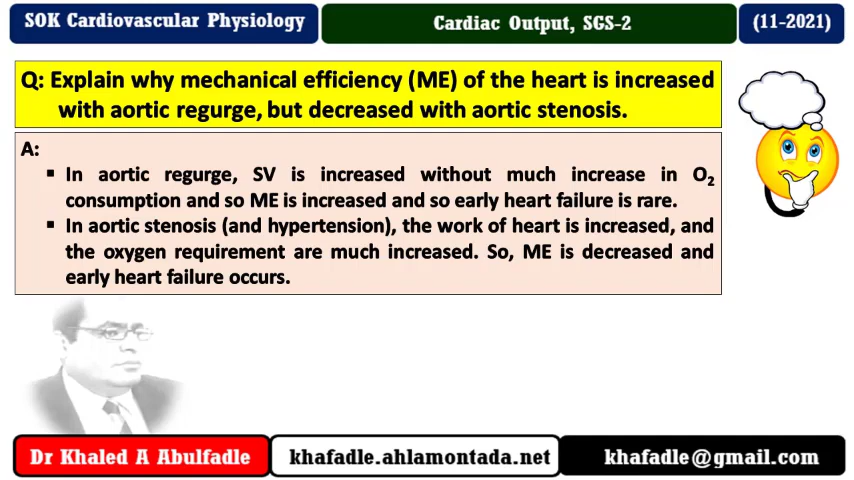 SOK Cardiovascular Physiology
Cardiac Output, SGS-2
(11-2021)
Q: Explain why mechanical efficiency (ME) of the heart is increased
with aortic regurge, but decreased with aortic stenosis.
A:
▪ In aortic regurge, SV is increased without much increase in O₂
consumption and so ME is increased and so early heart failure is rare.
▪ In aortic stenosis (and hypertension), the work of heart is increased, and
the oxygen requirement are much increased. So, ME is decreased and
early heart failure occurs.
Dr Khaled A Abulfadle
khafadle.ahlamontada.net
khafadle@gmail.com